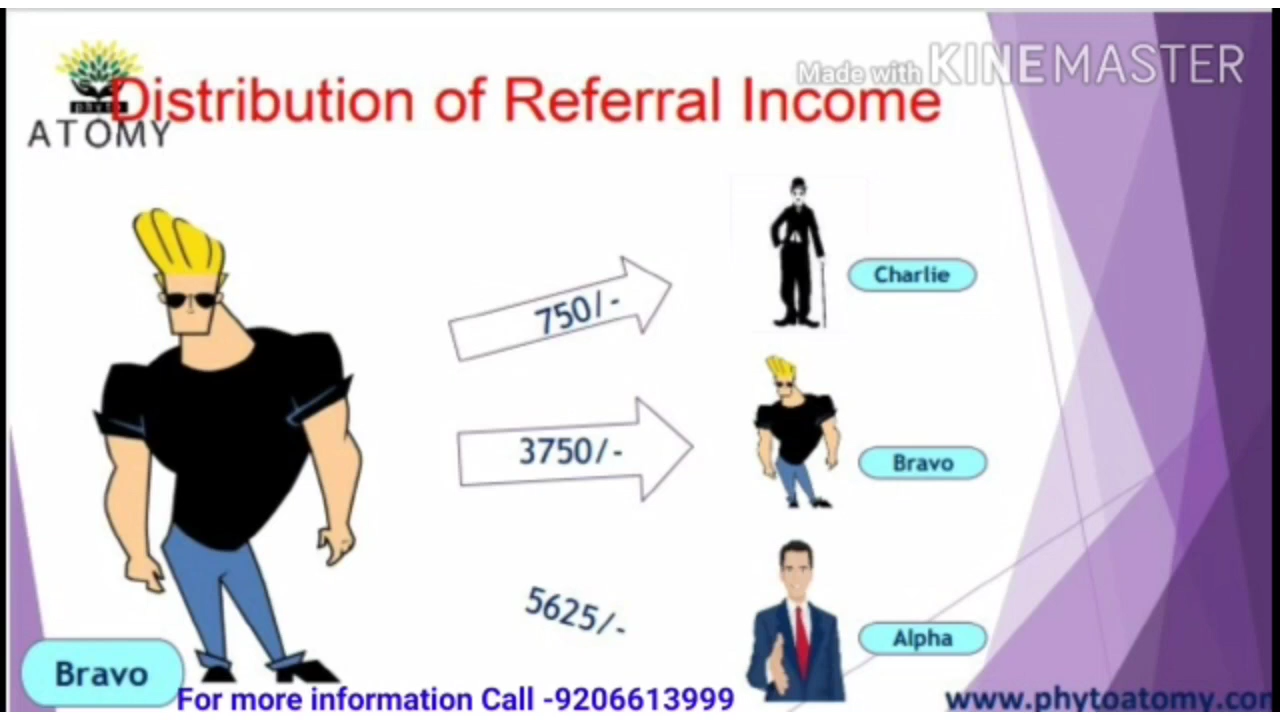 Made with KINEMASTER
Distribution of Referral Income
phyto
ATOMY
750/-
Charlie
3750/-
Bravo
5625/-
Alpha
Bravo
For more information Call -9206613999
www.phytoatomy.com